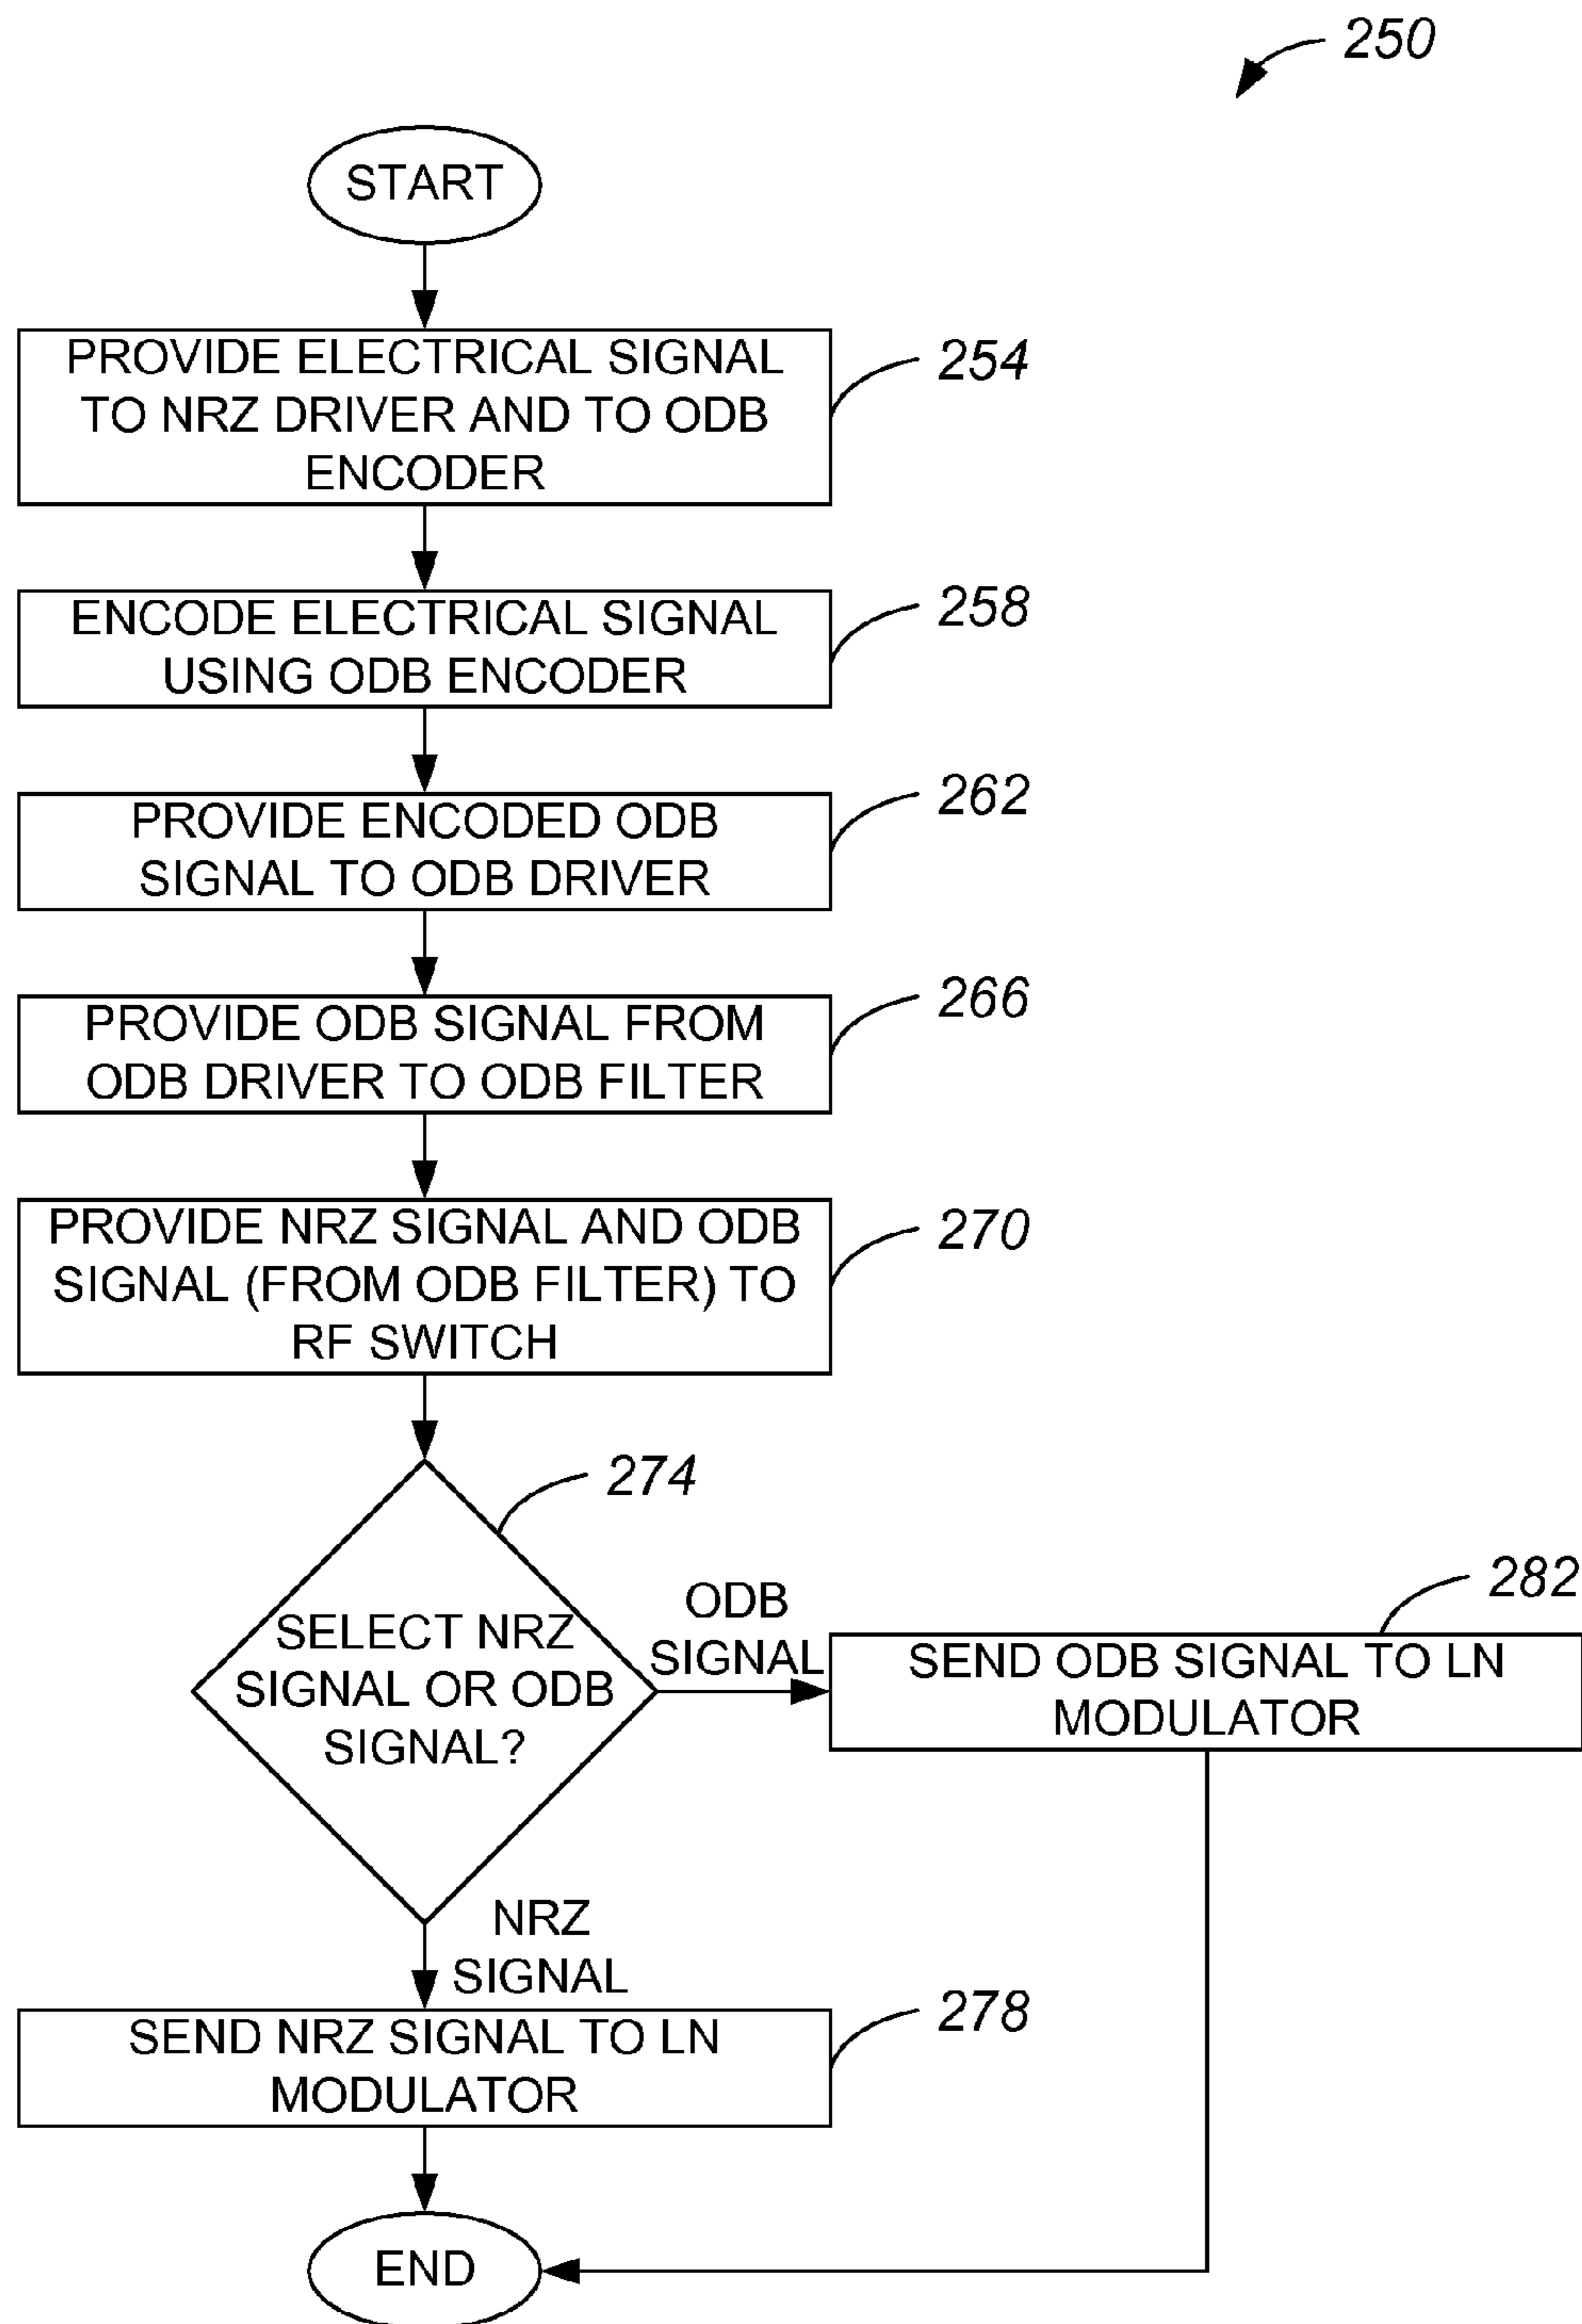 250
START
PROVIDE ELECTRICAL SIGNAL
TO NRZ DRIVER AND TO ODB
ENCODER
254
ENCODE ELECTRICAL SIGNAL
USING ODB ENCODER
258
PROVIDE ENCODED ODB
SIGNAL TO ODB DRIVER
262
PROVIDE ODB SIGNAL FROM
ODB DRIVER TO ODB FILTER
266
PROVIDE NRZ SIGNAL AND ODB
SIGNAL (FROM ODB FILTER) TO
RF SWITCH
270
274
SELECT NRZ
SIGNAL OR ODB
SIGNAL?
ODB
SIGNAL
282
SEND ODB SIGNAL TO LN
MODULATOR
NRZ
SIGNAL
SEND NRZ SIGNAL TO LN
MODULATOR
278
END